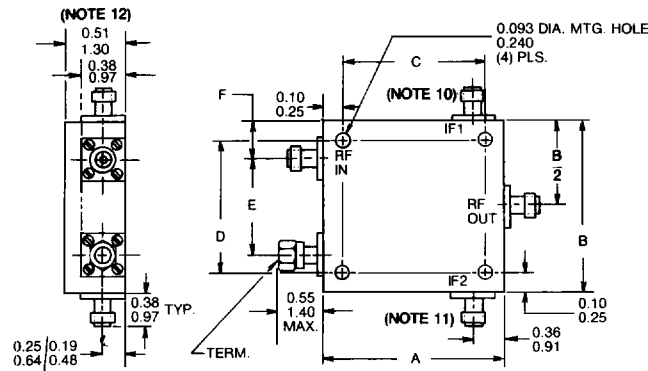 (NOTE 12)
0.51
1.30
0.38
0.97
0.093 DIA. MTG. HOLE
0.240
(4) PLS.
C
F
0.10
0.25
(NOTE 10)
IF1
RF
IN
B
2
E
D
RF
OUT
B
IF2
0.38
0.97
TYP.
0.55
1.40
MAX.
(NOTE 11)
0.10
0.25
0.36
0.91
0.25/0.19
0.64/0.48
TERM.
A